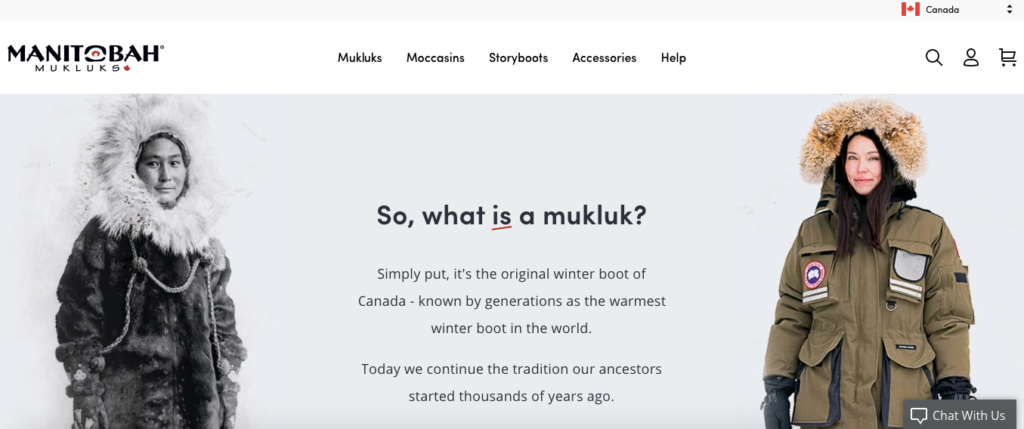 Canada
MANITOBAH®
MUKLUKS
Mukluks Moccasins Storyboots Accessories Help
So, what is a mukluk?
Simply put, it's the original winter boot of
Canada - known by generations as the warmest
winter boot in the world.
Today we continue the tradition our ancestors
started thousands of years ago.
Chat With Us